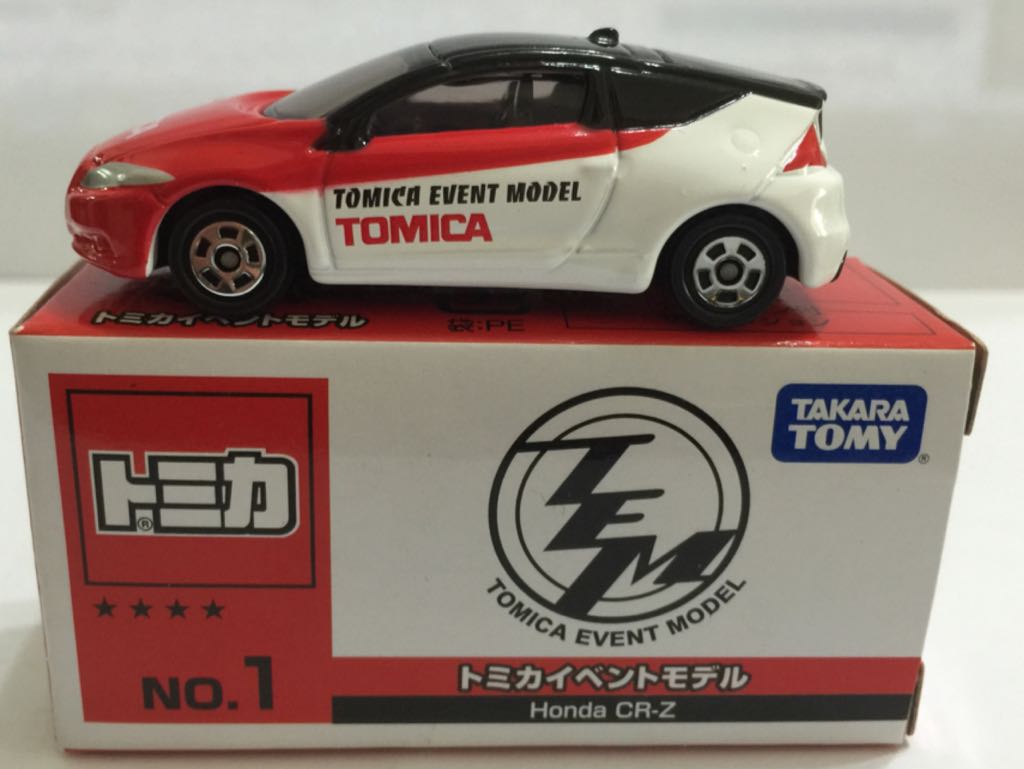 TOMICA EVENT MODEL
TOMICA
トミカイベントモデル
袋:PE
トミカ®
TAKARA
TOMY®
TEM
TOMICA EVENT MODEL
★★★★
NO.1
トミカイベントモデル
Honda CR-Z